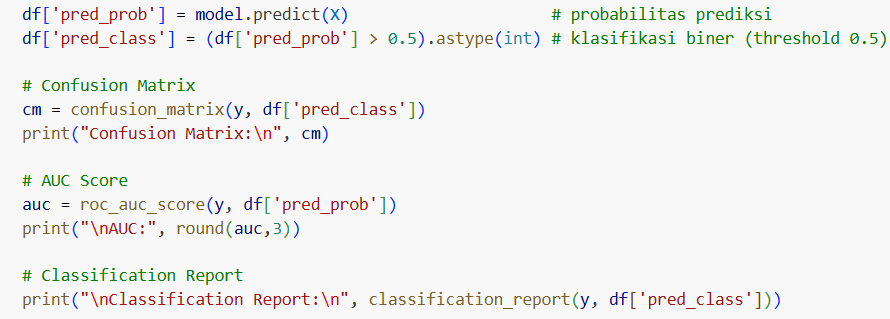 df['pred_prob'] = model.predict(X) # probabilitas prediksi
df['pred_class'] = (df['pred_prob'] > 0.5).astype(int) # klasifikasi biner (threshold 0.5)
# Confusion Matrix
cm = confusion_matrix(y, df['pred_class'])
print("Confusion Matrix:\n", cm)
# AUC Score
auc = roc_auc_score(y, df['pred_prob'])
print("\nAUC:", round(auc,3))
# Classification Report
print("\nClassification Report:\n", classification_report(y, df['pred_class']))